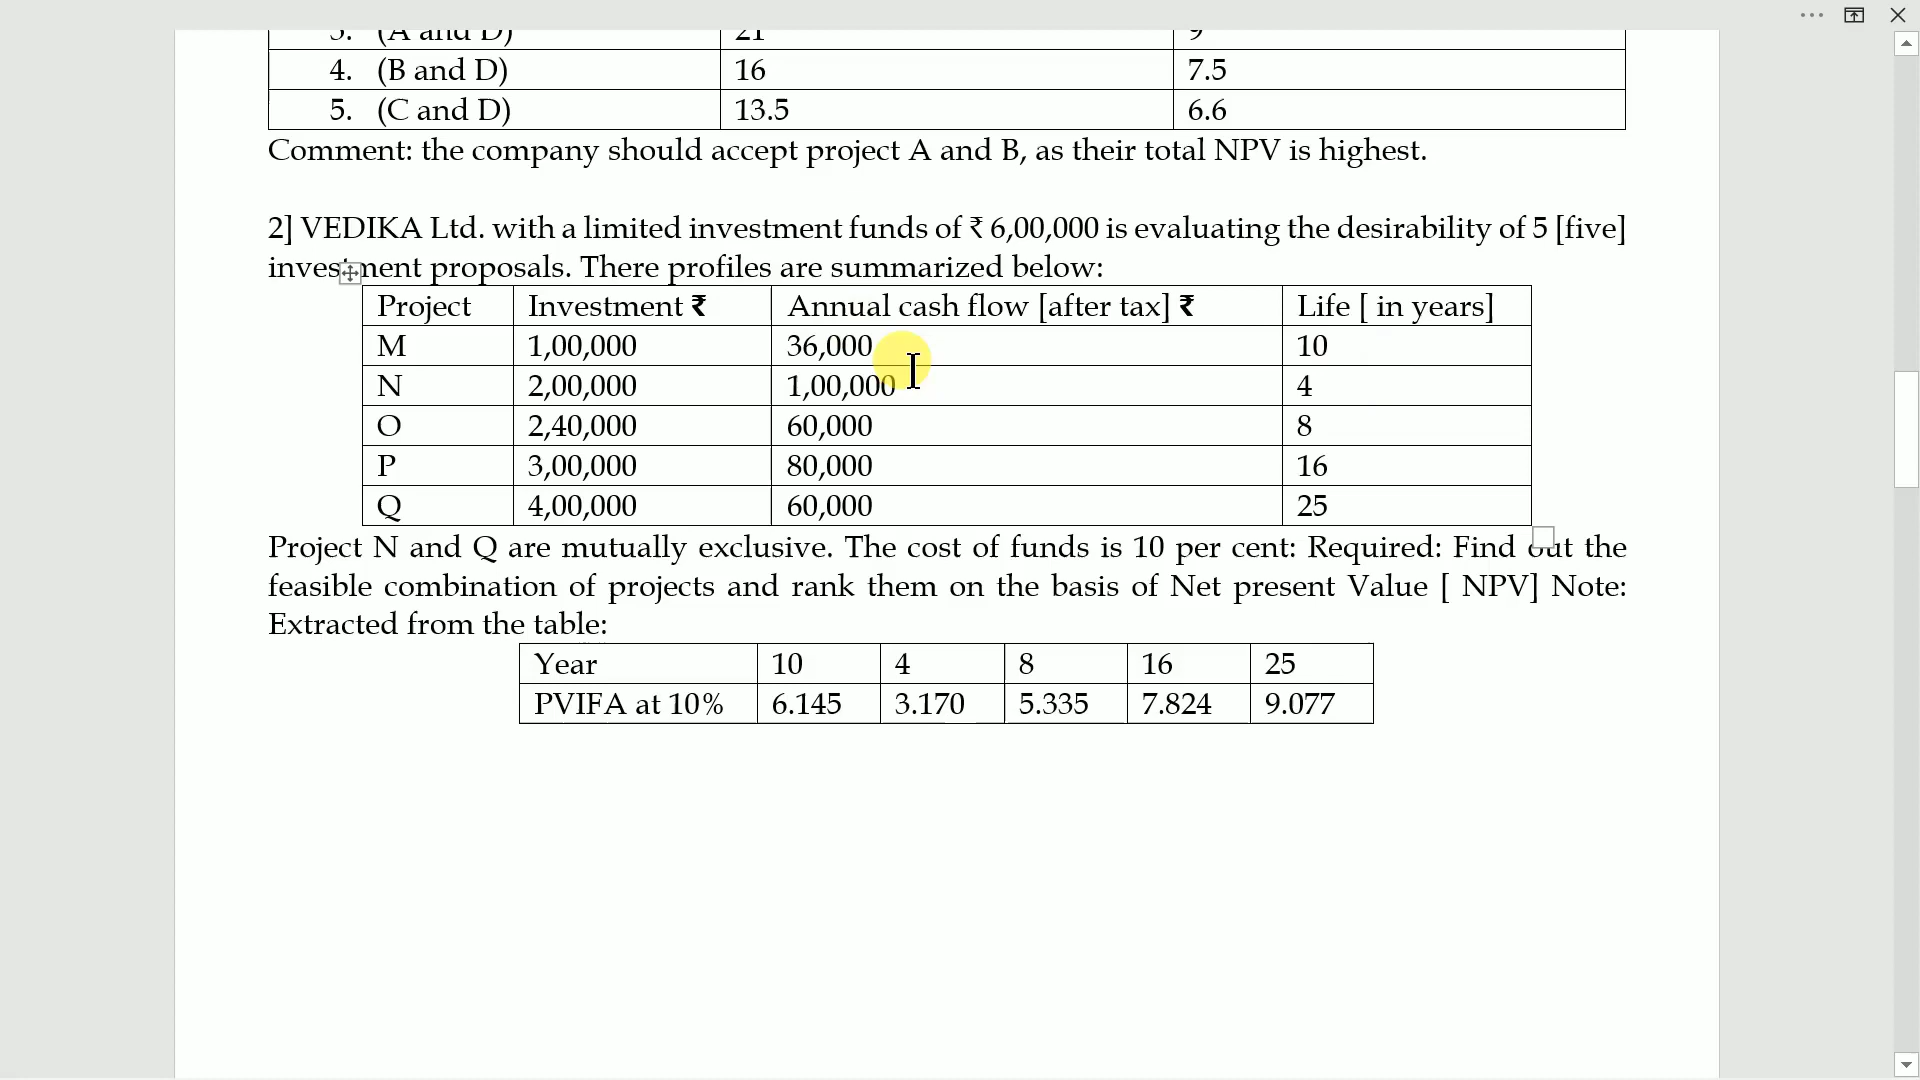 3. (A and D) 21 9
4. (B and D) 16 7.5
5. (C and D) 13.5 6.6
Comment: the company should accept project A and B, as their total NPV is highest.
2] VEDIKA Ltd. with a limited investment funds of ₹ 6,00,000 is evaluating the desirability of 5 [five]
investment proposals. There profiles are summarized below:
Project Investment ₹ Annual cash flow [after tax] ₹ Life [ in years]
M 1,00,000 36,000 10
N 2,00,000 1,00,000 4
O 2,40,000 60,000 8
P 3,00,000 80,000 16
Q 4,00,000 60,000 25
Project N and Q are mutually exclusive. The cost of funds is 10 per cent: Required: Find out the
feasible combination of projects and rank them on the basis of Net present Value [ NPV] Note:
Extracted from the table:
Year 10 4 8 16 25
PVIFA at 10% 6.145 3.170 5.335 7.824 9.077